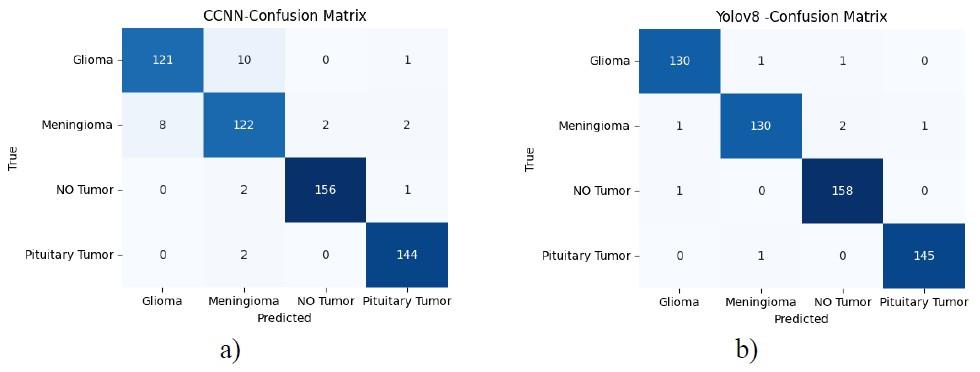 CCNN-Confusion Matrix
Glioma 121 10 0 1
Meningioma 8 122 2 2
NO Tumor 0 2 156 1
Pituitary Tumor 0 2 0 144
True
Glioma Meningioma NO Tumor Pituitary Tumor
Predicted
a)
Yolov8 -Confusion Matrix
Glioma 130 1 1 0
Meningioma 1 130 2 1
NO Tumor 1 0 158 0
Pituitary Tumor 0 1 0 145
True
Glioma Meningioma NO Tumor Pituitary Tumor
Predicted
b)